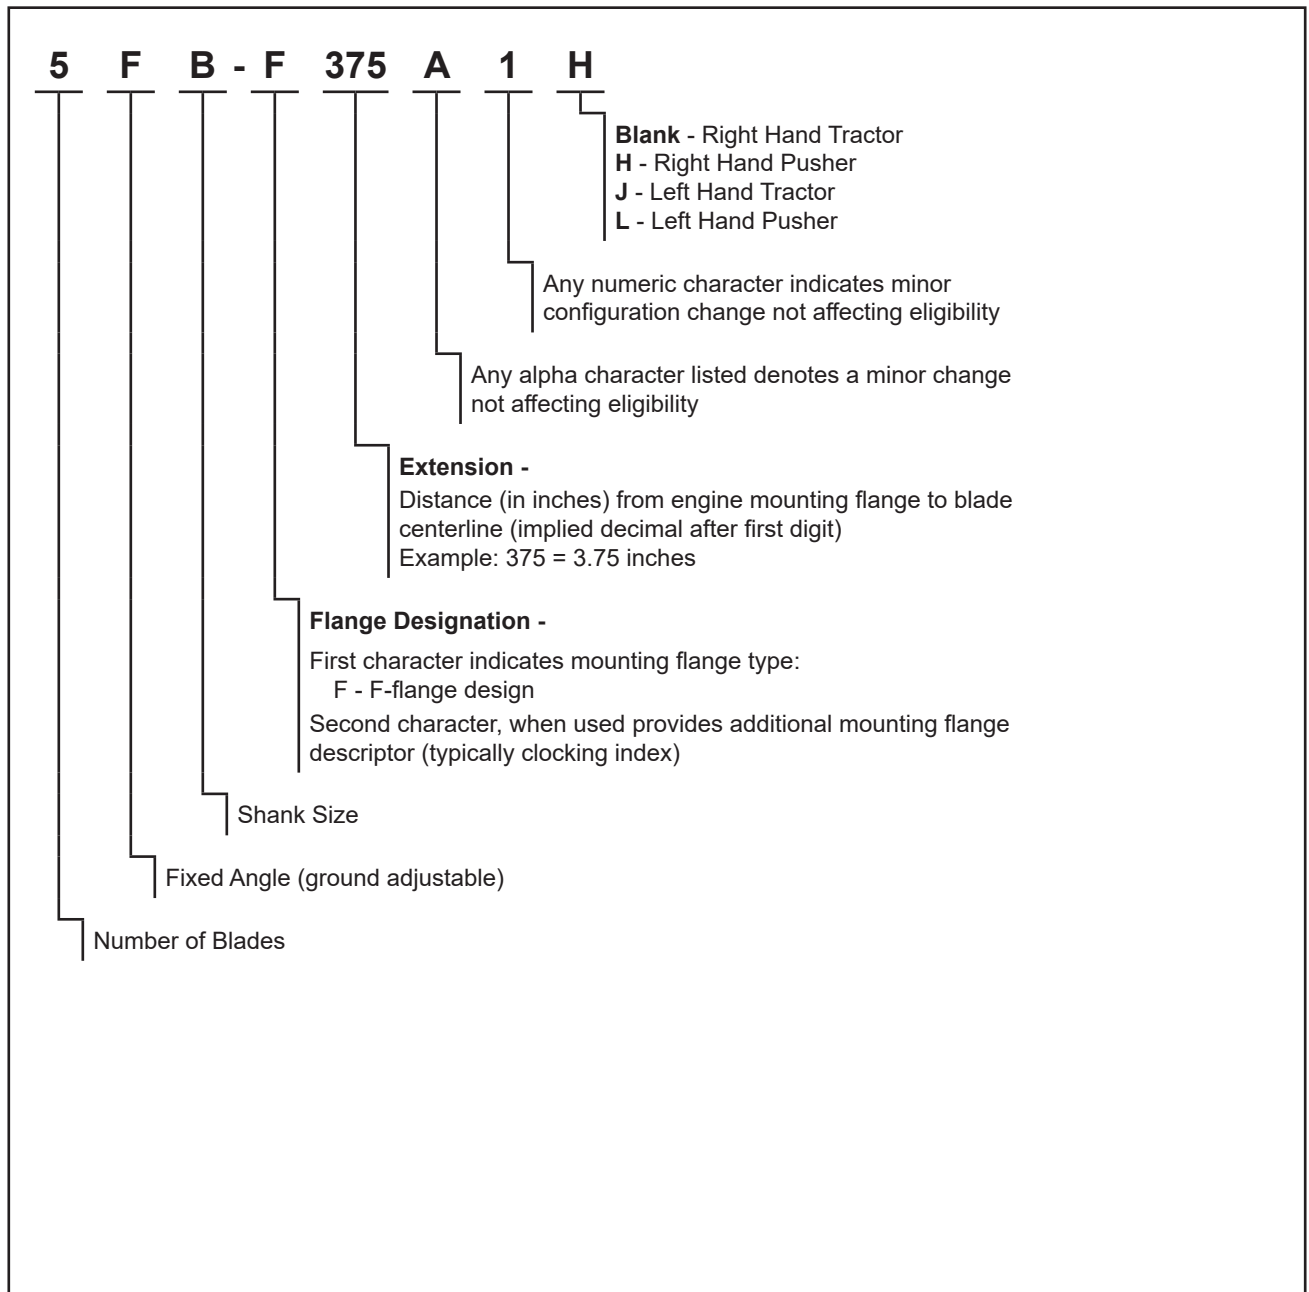 5 F B - F 375 A 1 H
Blank - Right Hand Tractor
H - Right Hand Pusher
J - Left Hand Tractor
L - Left Hand Pusher
Any numeric character indicates minor
configuration change not affecting eligibility
Any alpha character listed denotes a minor change
not affecting eligibility
Extension -
Distance (in inches) from engine mounting flange to blade
centerline (implied decimal after first digit)
Example: 375 = 3.75 inches
Flange Designation -
First character indicates mounting flange type:
F - F-flange design
Second character, when used provides additional mounting flange
descriptor (typically clocking index)
Shank Size
Fixed Angle (ground adjustable)
Number of Blades